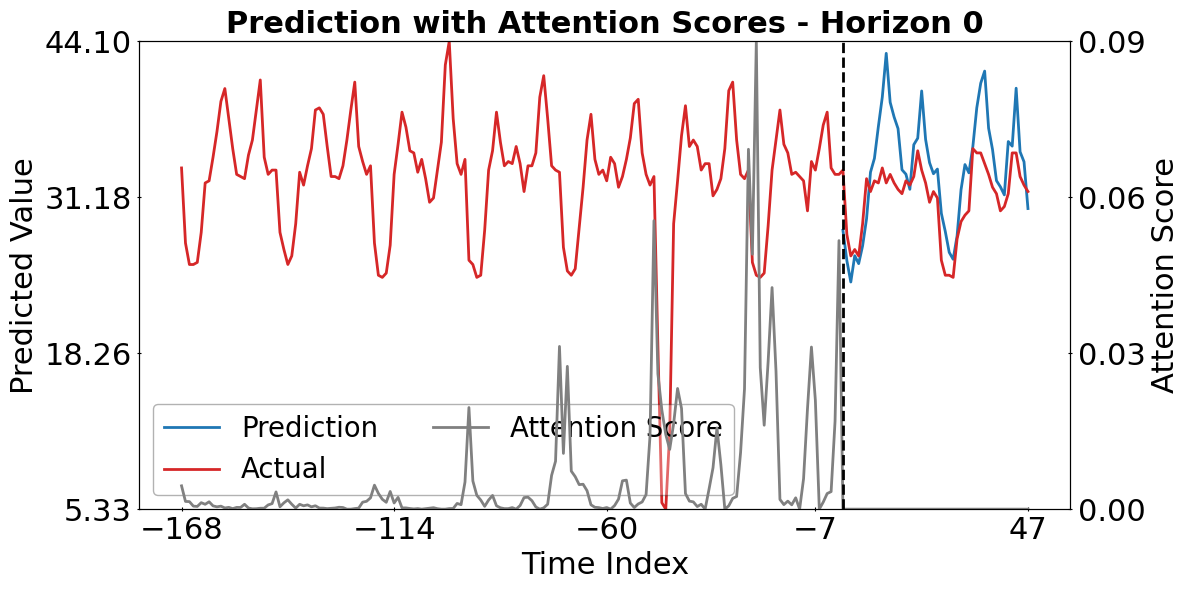 Prediction with Attention Scores - Horizon 0
44.10
31.18
18.26
5.33
Predicted Value
0.09
0.06
0.03
0.00
Attention Score
Prediction
Actual
Attention Score
−168
−114
−60
−7
47
Time Index